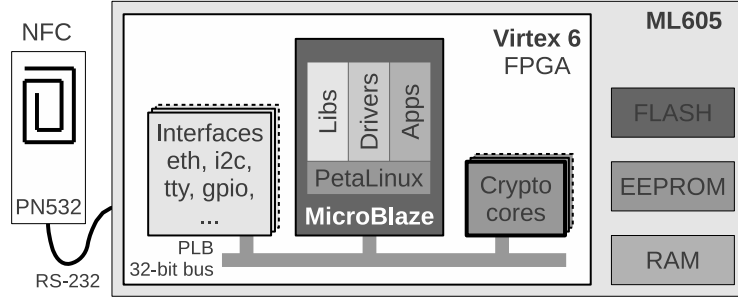 NFC
PN532
RS-232
ML605
Virtex 6
FPGA
Interfaces
eth, i2c,
tty, gpio,
...
Libs
Drivers
Apps
PetaLinux
MicroBlaze
Crypto
cores
PLB
32-bit bus
FLASH
EEPROM
RAM